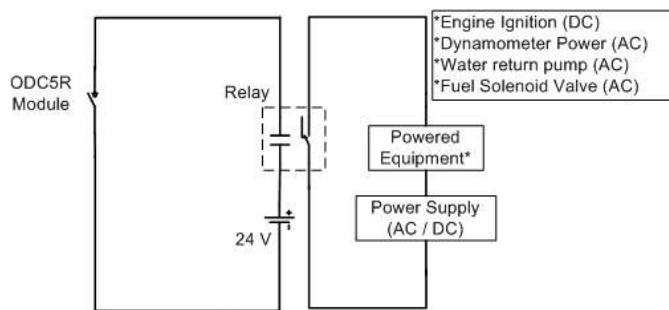 *Engine Ignition (DC)
*Dynamometer Power (AC)
*Water return pump (AC)
*Fuel Solenoid Valve (AC)
ODC5R
Module
Relay
Powered
Equipment*
Power Supply
(AC / DC)
+
24 V